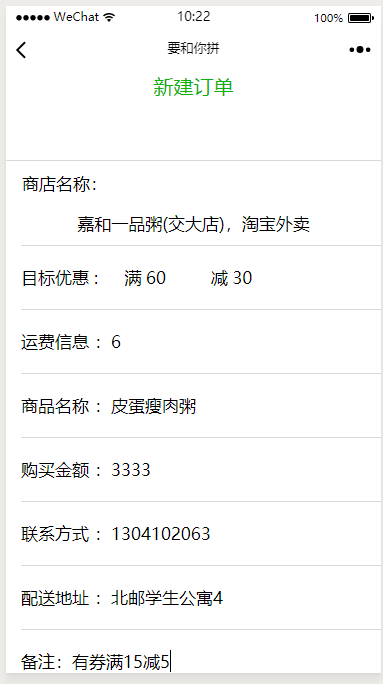 WeChat 10:22 100%
要和你拼
新建订单
商店名称：
嘉和一品粥(交大店)，淘宝外卖
目标优惠： 满 60 减 30
运费信息： 6
商品名称： 皮蛋瘦肉粥
购买金额： 3333
联系方式： 1304102063
配送地址： 北邮学生公寓4
备注：有券满15减5